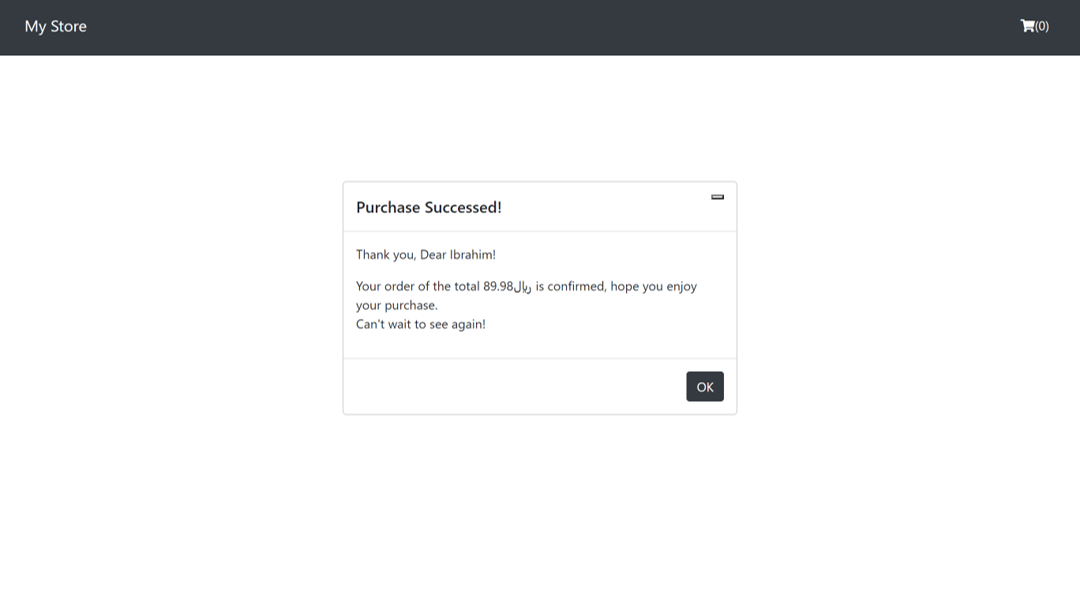 My Store
(0)
Purchase Successed!
Thank you, Dear Ibrahim!
Your order of the total 89.98ريال is confirmed, hope you enjoy
your purchase.
Can't wait to see again!
OK